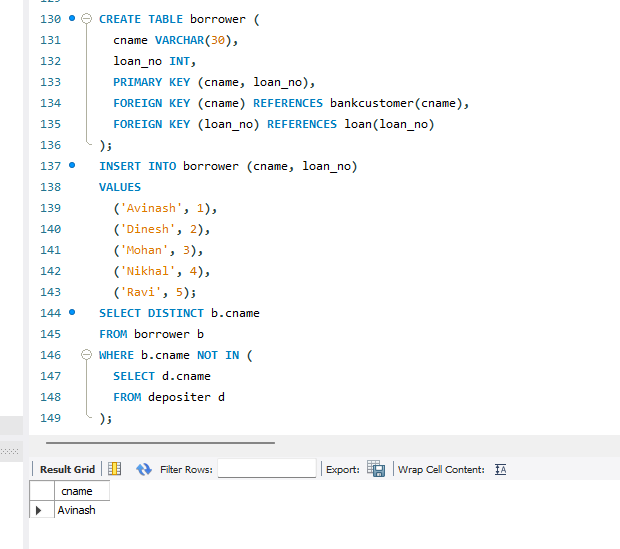 130 CREATE TABLE borrower (
131 cname VARCHAR(30),
132 loan_no INT,
133 PRIMARY KEY (cname, loan_no),
134 FOREIGN KEY (cname) REFERENCES bankcustomer(cname),
135 FOREIGN KEY (loan_no) REFERENCES loan(loan_no)
136 );
137 INSERT INTO borrower (cname, loan_no)
138 VALUES
139 ('Avinash', 1),
140 ('Dinesh', 2),
141 ('Mohan', 3),
142 ('Nikhal', 4),
143 ('Ravi', 5);
144 SELECT DISTINCT b.cname
145 FROM borrower b
146 WHERE b.cname NOT IN (
147 SELECT d.cname
148 FROM depositer d
149 );
Result Grid Filter Rows: Export: Wrap Cell Content: IA
cname
Avinash